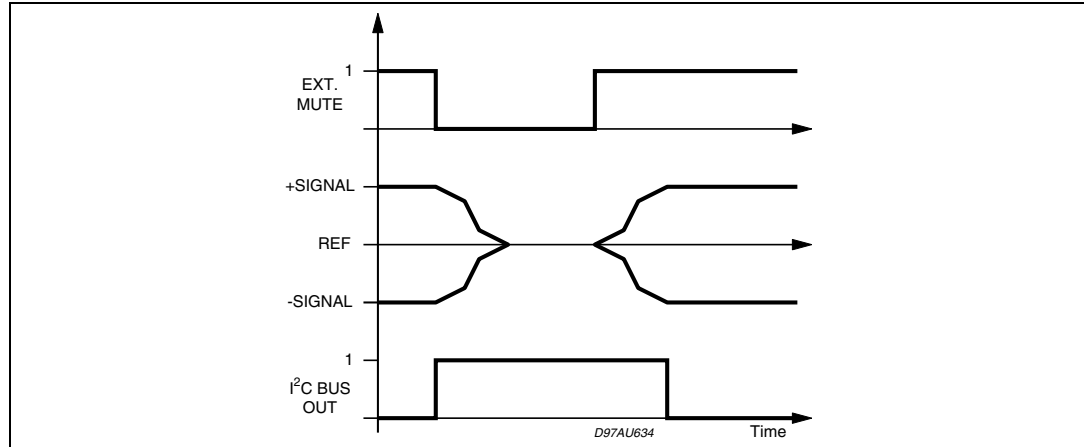 1
EXT.
MUTE
+SIGNAL
REF
-SIGNAL
1
I²C BUS
OUT
D97AU634
Time